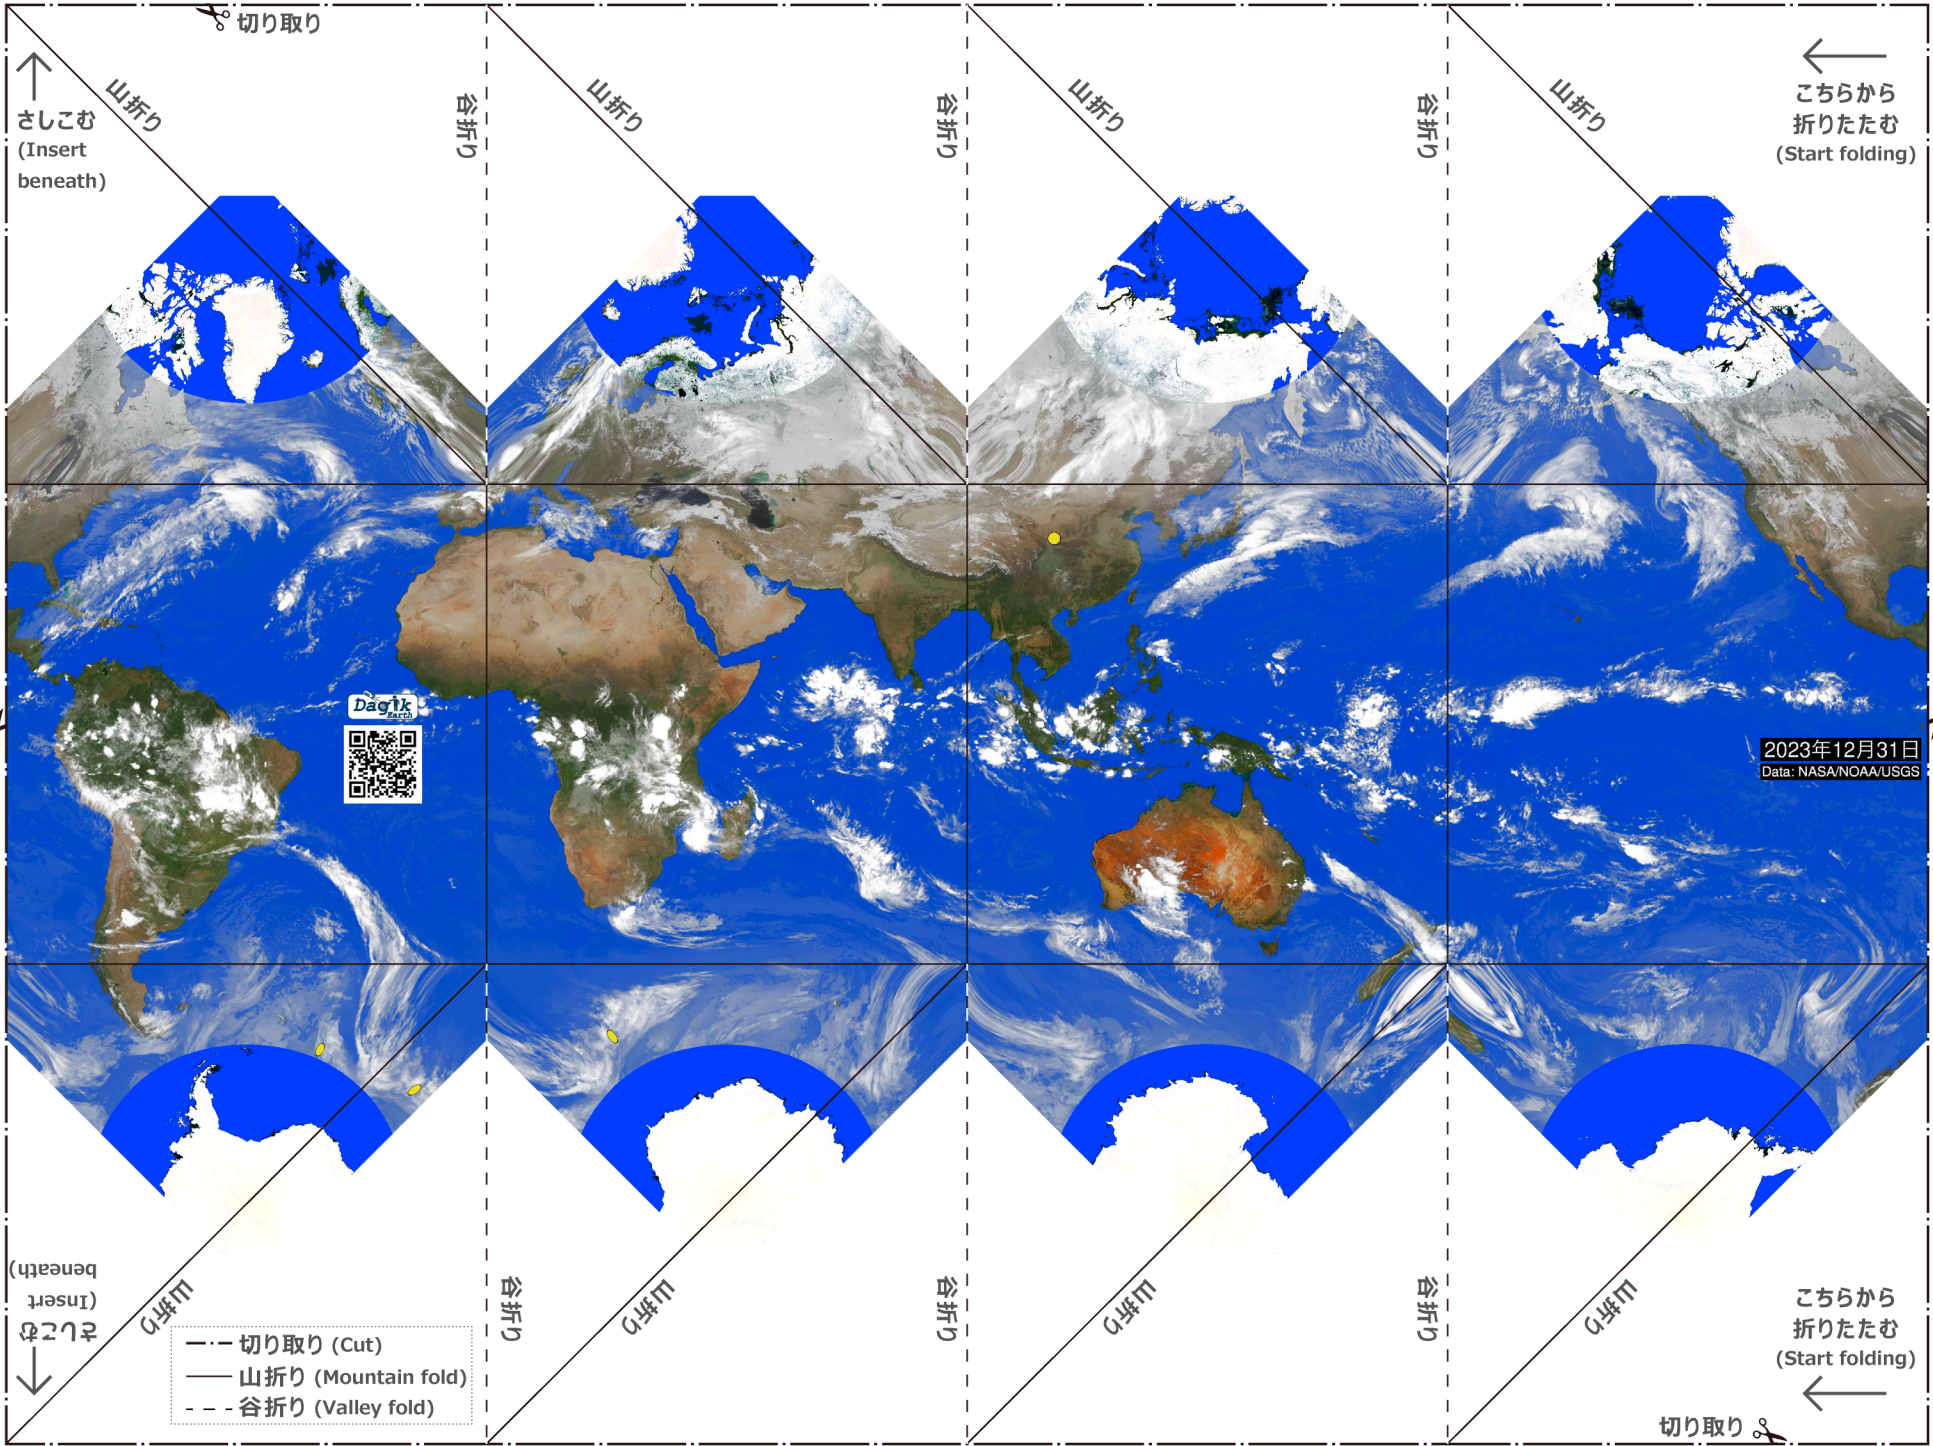 切り取り
山折り
谷折り
山折り
谷折り
山折り
谷折り
山折り
さしこむ
(Insert
beneath)
こちらから
折りたたむ
(Start folding)
Dagik
Earth
2023年12月31日
Data: NASA/NOAA/USGS
さしこむ
(Insert
beneath)
山折り
谷折り
山折り
谷折り
山折り
谷折り
山折り
切り取り (Cut)
山折り (Mountain fold)
谷折り (Valley fold)
こちらから
折りたたむ
(Start folding)
切り取り